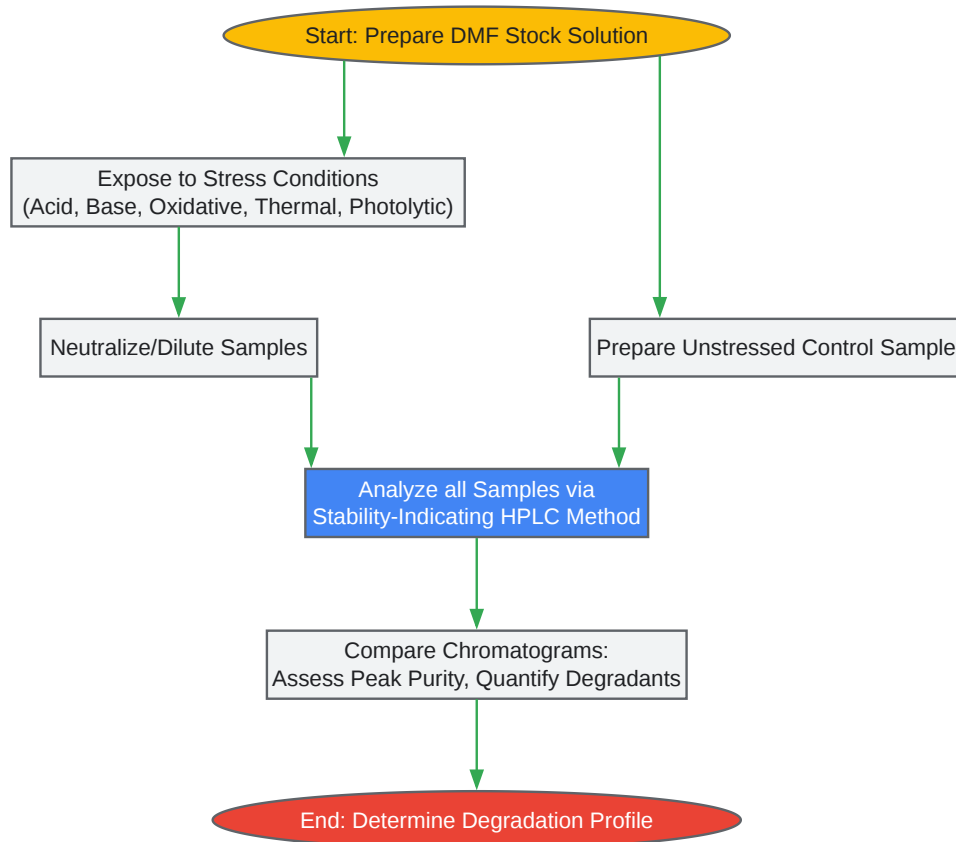 Start: Prepare DMF Stock Solution
Expose to Stress Conditions
(Acid, Base, Oxidative, Thermal, Photolytic)
Neutralize/Dilute Samples
Prepare Unstressed Control Sample
Analyze all Samples via
Stability-Indicating HPLC Method
Compare Chromatograms:
Assess Peak Purity, Quantify Degradants
End: Determine Degradation Profile